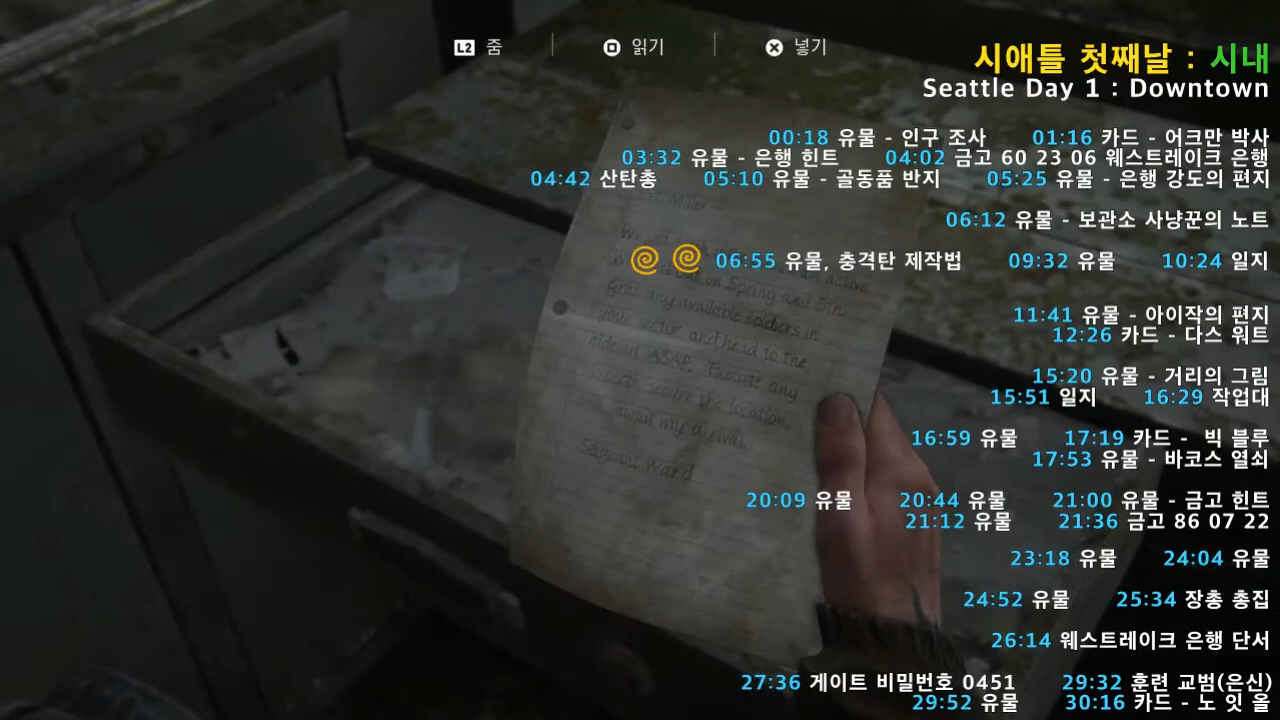 L2 줌 읽기 넣기
시애틀 첫째날 : 시내
Seattle Day 1 : Downtown
00:18 유물 - 인구 조사 01:16 카드 - 어크만 박사
03:32 유물 - 은행 힌트 04:02 금고 60 23 06 웨스트레이크 은행
04:42 산탄총 05:10 유물 - 골동품 반지 05:25 유물 - 은행 강도의 편지
06:12 유물 - 보관소 사냥꾼의 노트
06:55 유물, 충격탄 제작법 09:32 유물 10:24 일지
11:41 유물 - 아이작의 편지
12:26 카드 - 다스 워트
15:20 유물 - 거리의 그림
15:51 일지 16:29 작업대
16:59 유물 17:19 카드 - 빅 블루
17:53 유물 - 바코스 열쇠
20:09 유물 20:44 유물 21:00 유물 - 금고 힌트
21:12 유물 21:36 금고 86 07 22
23:18 유물 24:04 유물
24:52 유물 25:34 장총 총집
26:14 웨스트레이크 은행 단서
27:36 게이트 비밀번호 0451 29:32 훈련 교범(은신)
29:52 유물 30:16 카드 - 노 잇 올
Miller
on Spring and 5th.
Grab any available soldiers in
your sector and head to the
hideout ASAP. Execute any
secure the location,
await my arrival.
Sergeant Ward